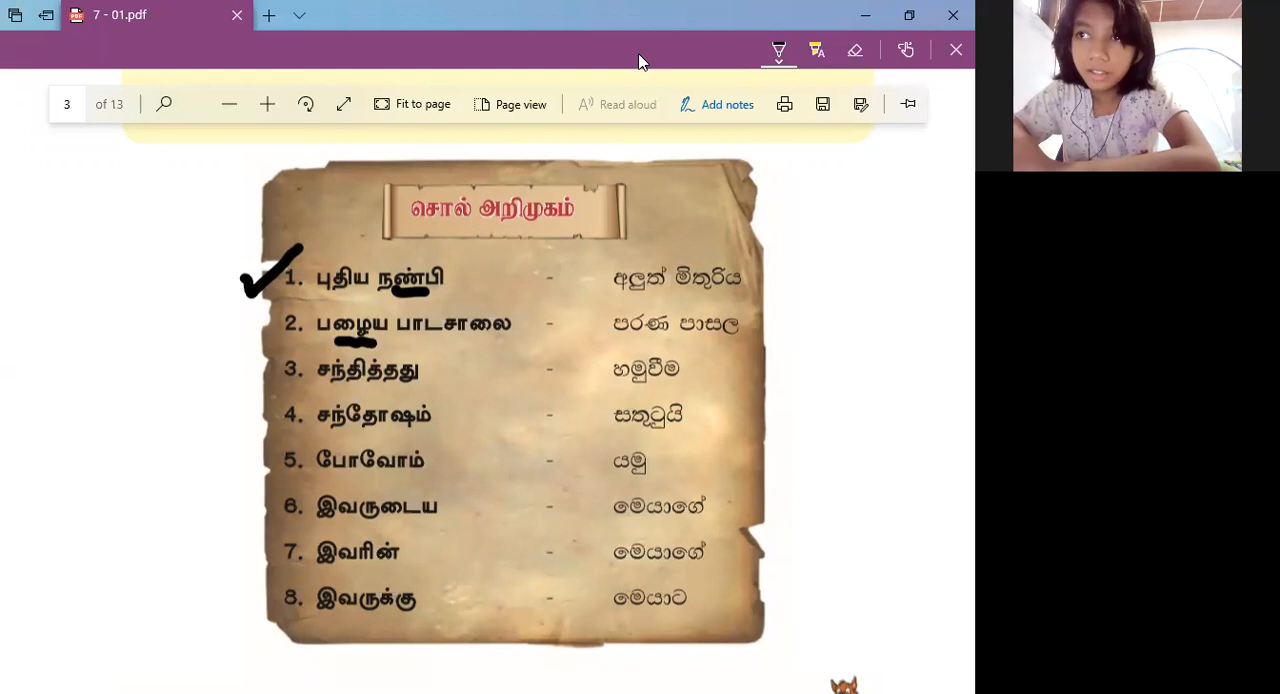 7 - 01.pdf
3 of 13 Fit to page Page view Read aloud Add notes
சொல் அறிமுகம்
1. புதிய நண்பி - අලුත් මිතුරිය
2. பழைய பாடசாலை - පරණ පාසල
3. சந்தித்தது - හමුවීම
4. சந்தோஷம் - සතුටුයි
5. போவோம் - යමු
6. இவருடைய - මෙයාගේ
7. இவரின் - මෙයාගේ
8. இவருக்கு - මෙයාට